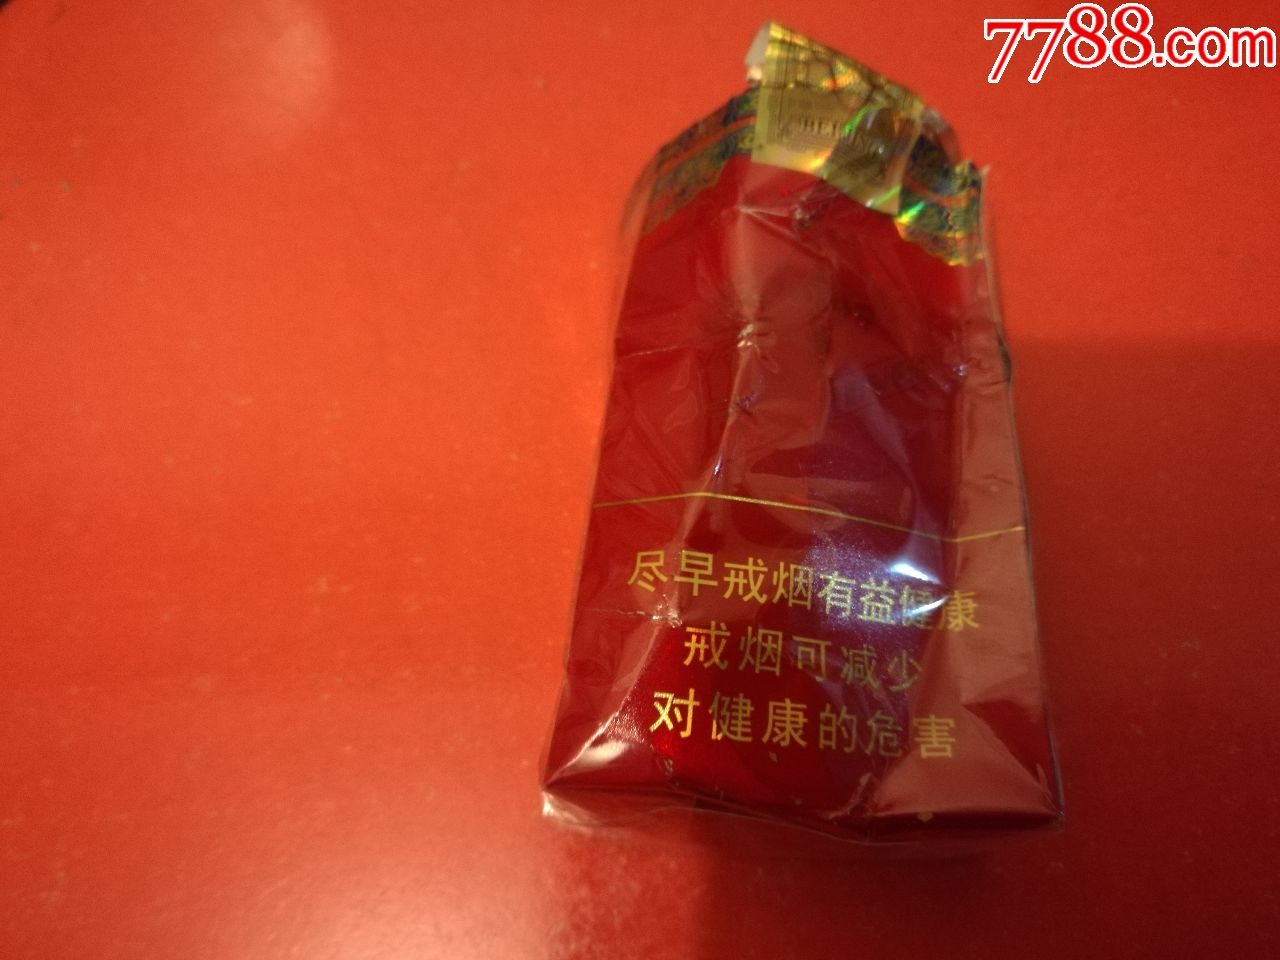 7788.com
BEIJING
尽早戒烟有益健康
戒烟可减少
对健康的危害